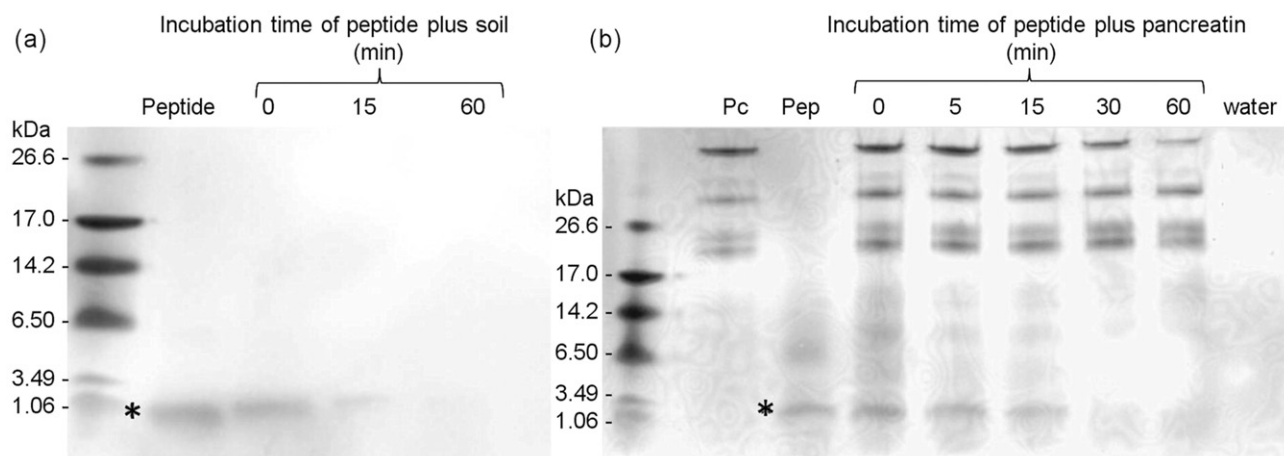 (a)
Incubation time of peptide plus soil
(min)
Peptide 0 15 60
kDa
26.6 -
17.0 -
14.2 -
6.50 -
3.49 -
1.06 -
*
(b)
Incubation time of peptide plus pancreatin
(min)
Pc Pep 0 5 15 30 60 water
kDa
26.6 -
17.0 -
14.2 -
6.50 -
3.49 -
1.06 -
*